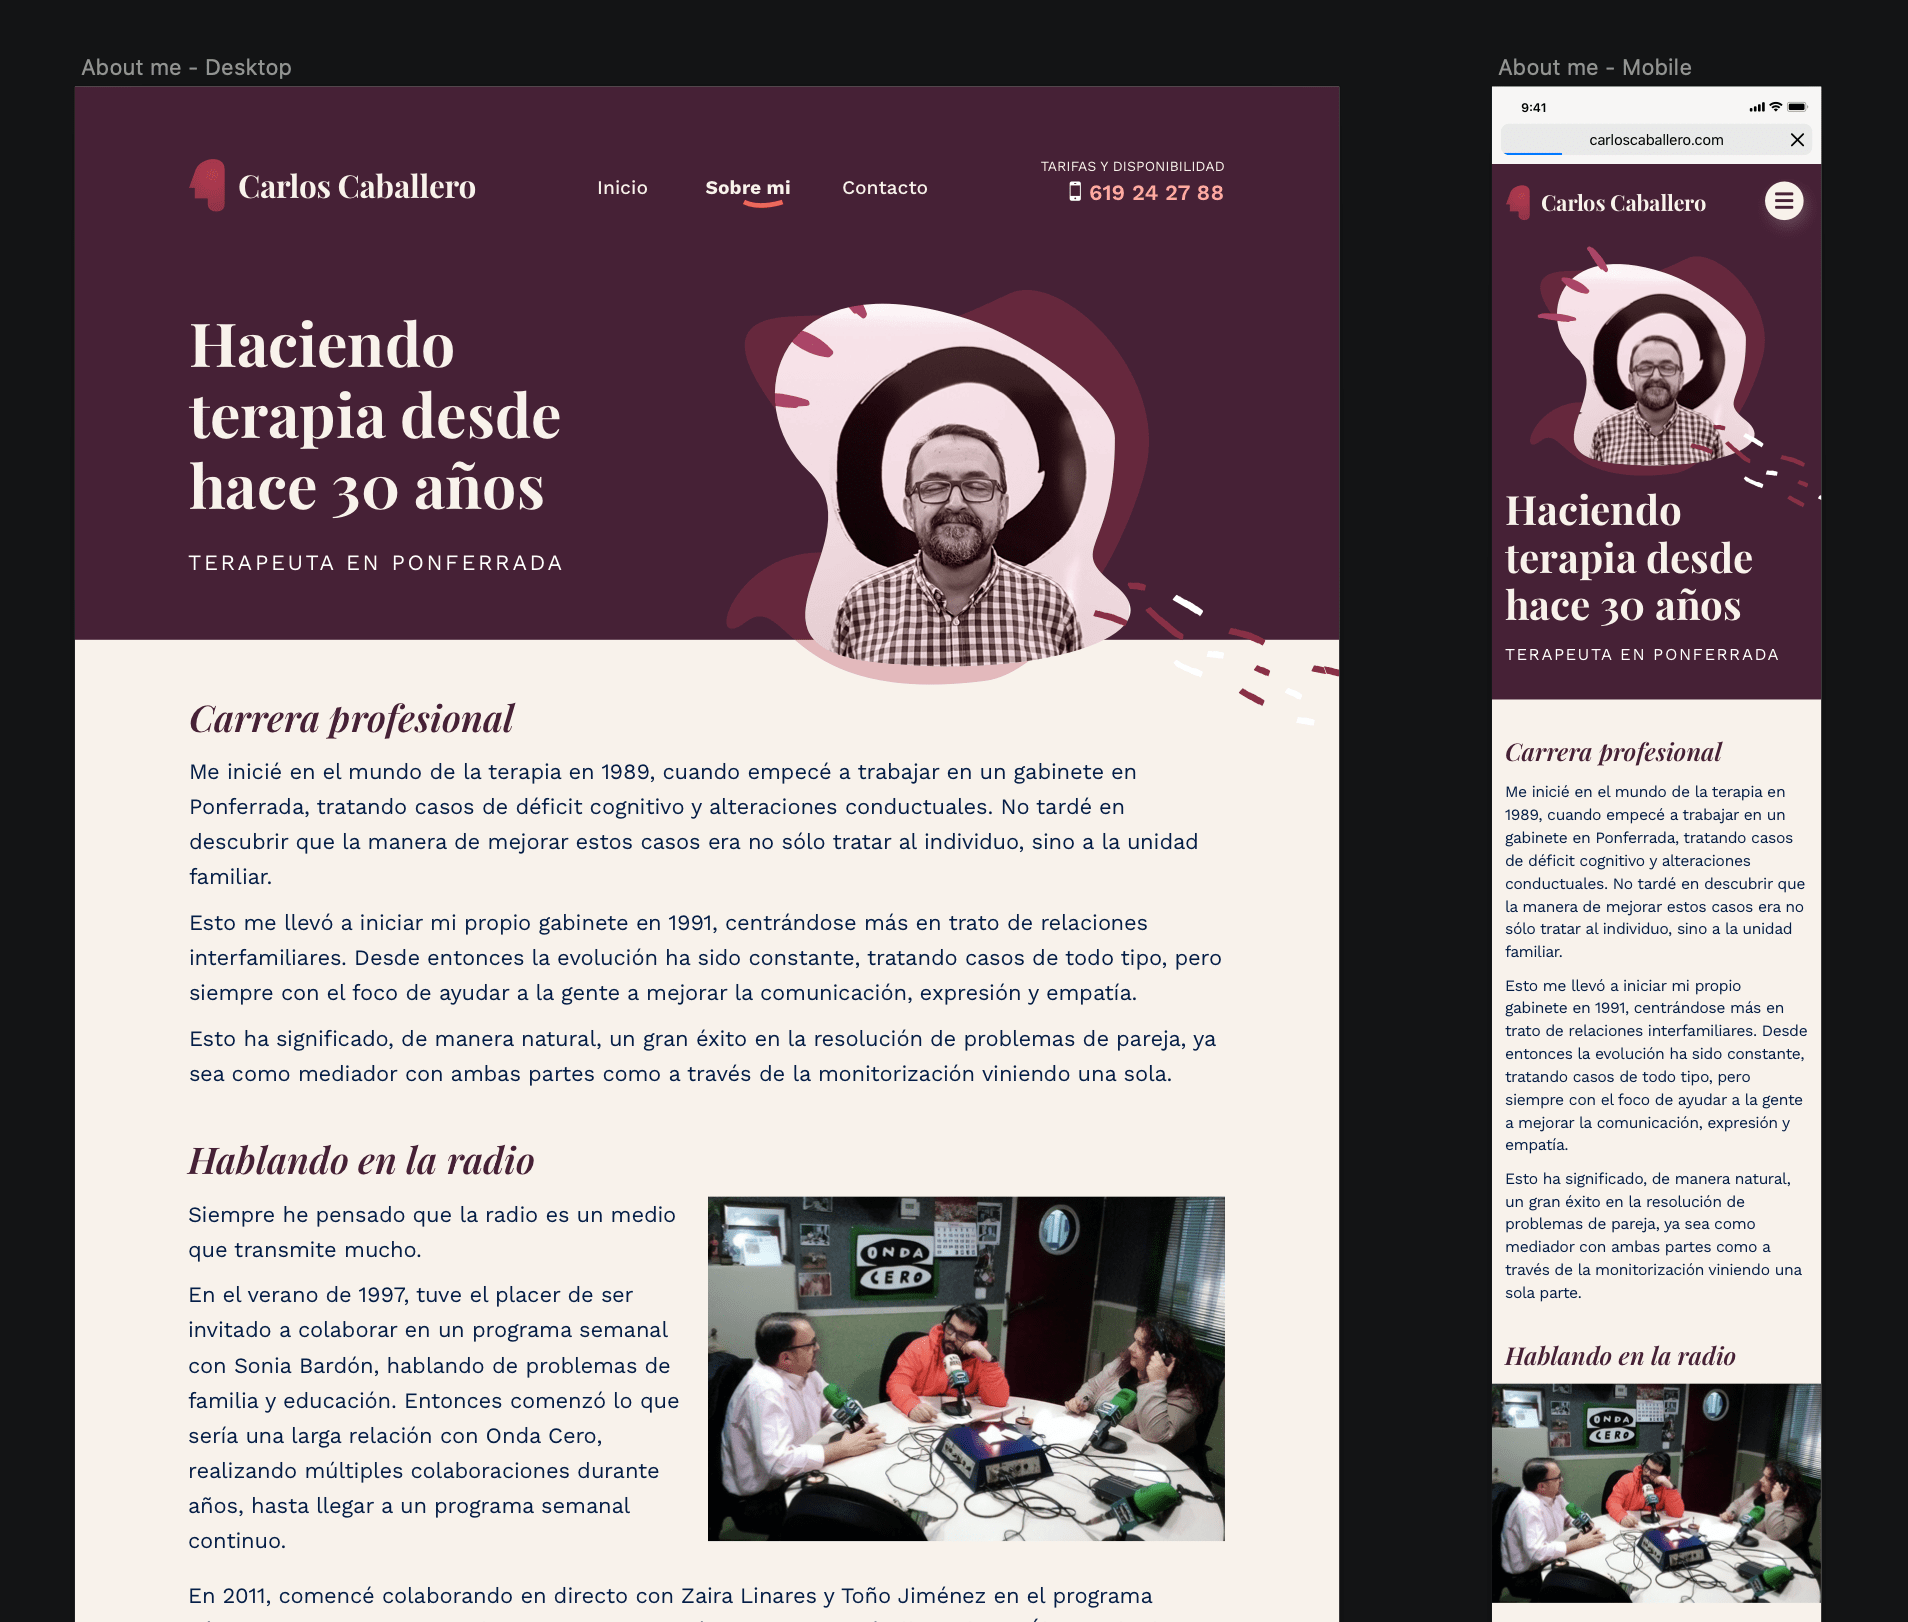 About me - Desktop
Carlos Caballero
Inicio
Sobre mi
Contacto
TARIFAS Y DISPONIBILIDAD
619 24 27 88
Haciendo
terapia desde
hace 30 años
TERAPEUTA EN PONFERRADA
Carrera profesional
Me inicié en el mundo de la terapia en 1989, cuando empecé a trabajar en un gabinete en
Ponferrada, tratando casos de déficit cognitivo y alteraciones conductuales. No tardé en
descubrir que la manera de mejorar estos casos era no sólo tratar al individuo, sino a la unidad
familiar.
Esto me llevó a iniciar mi propio gabinete en 1991, centrándose más en trato de relaciones
interfamiliares. Desde entonces la evolución ha sido constante, tratando casos de todo tipo, pero
siempre con el foco de ayudar a la gente a mejorar la comunicación, expresión y empatía.
Esto ha significado, de manera natural, un gran éxito en la resolución de problemas de pareja, ya
sea como mediador con ambas partes como a través de la monitorización viniendo una sola.
Hablando en la radio
Siempre he pensado que la radio es un medio
que transmite mucho.
En el verano de 1997, tuve el placer de ser
invitado a colaborar en un programa semanal
con Sonia Bardón, hablando de problemas de
familia y educación. Entonces comenzó lo que
sería una larga relación con Onda Cero,
realizando múltiples colaboraciones durante
años, hasta llegar a un programa semanal
continuo.
ONDA
CERO
En 2011, comencé colaborando en directo con Zaira Linares y Toño Jiménez en el programa
About me - Mobile
9:41
carloscaballero.com
Carlos Caballero
Haciendo
terapia desde
hace 30 años
TERAPEUTA EN PONFERRADA
Carrera profesional
Me inicié en el mundo de la terapia en
1989, cuando empecé a trabajar en un
gabinete en Ponferrada, tratando casos
de déficit cognitivo y alteraciones
conductuales. No tardé en descubrir que
la manera de mejorar estos casos era no
sólo tratar al individuo, sino a la unidad
familiar.
Esto me llevó a iniciar mi propio
gabinete en 1991, centrándose más en
trato de relaciones interfamiliares. Desde
entonces la evolución ha sido constante,
tratando casos de todo tipo, pero
siempre con el foco de ayudar a la gente
a mejorar la comunicación, expresión y
empatía.
Esto ha significado, de manera natural,
un gran éxito en la resolución de
problemas de pareja, ya sea como
mediador con ambas partes como a
través de la monitorización viniendo una
sola parte.
Hablando en la radio
ONDA
CERO